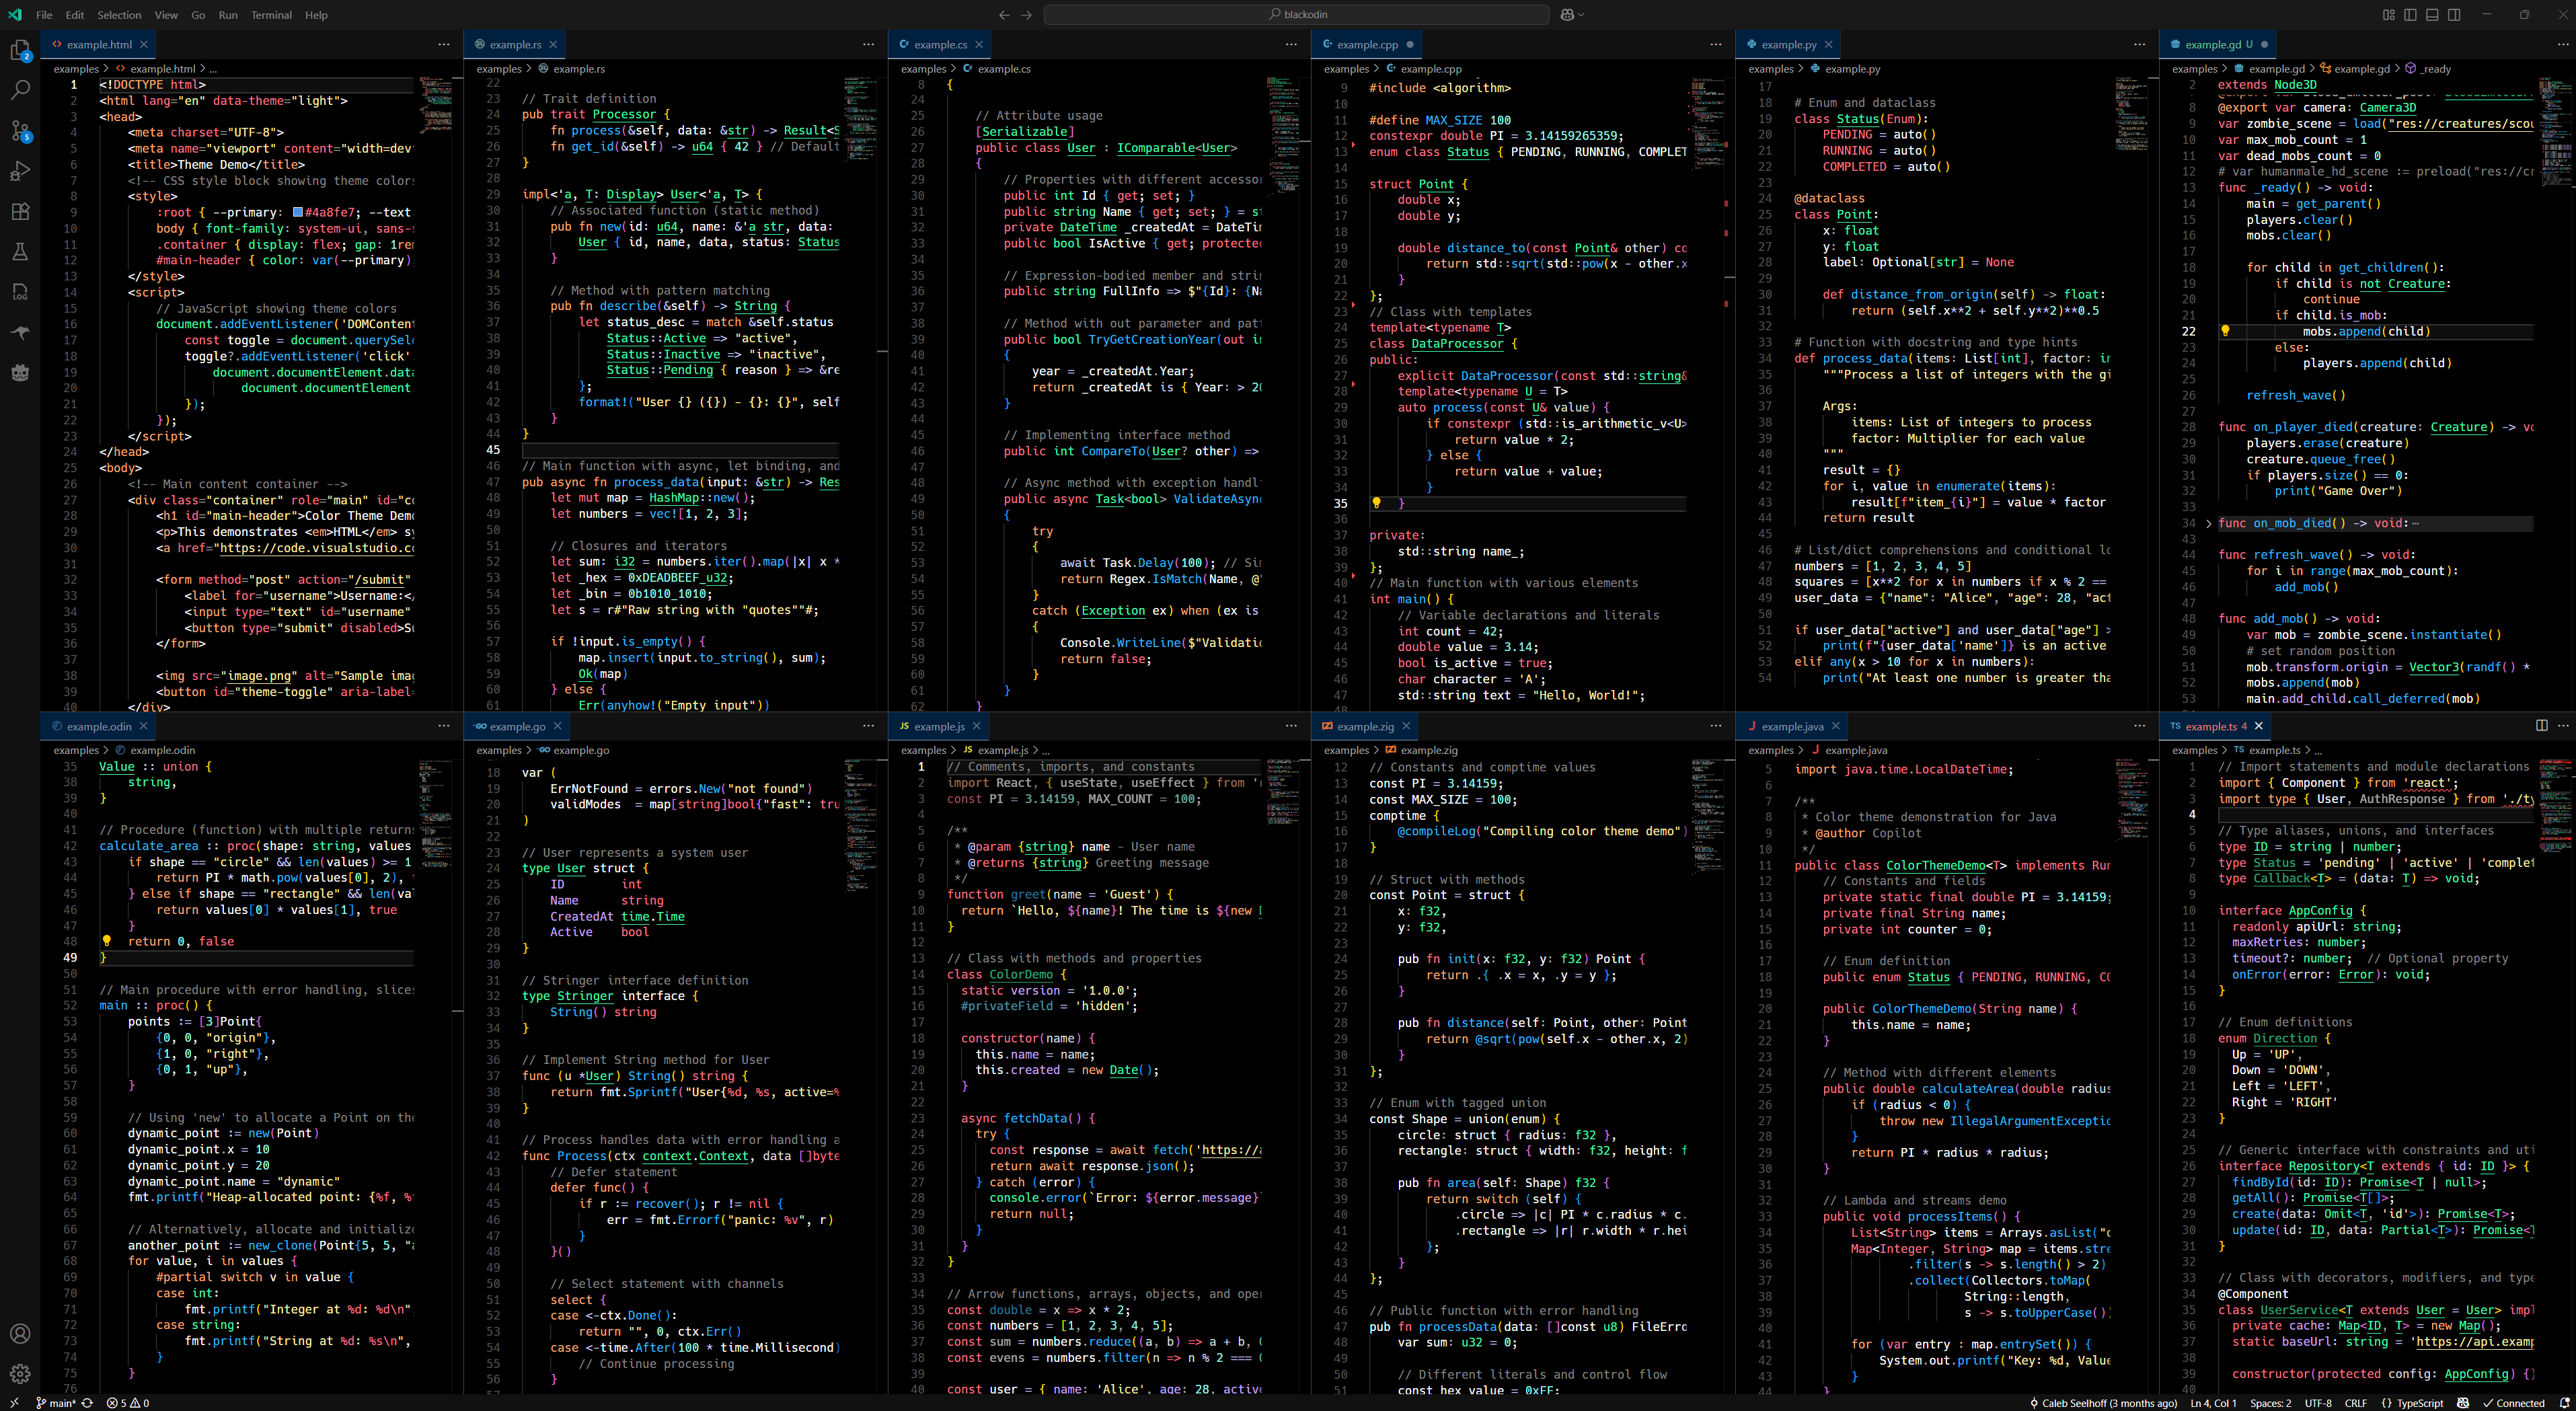 File Edit Selection View Go Run Terminal Help
blackodin
example.html
examples > example.html > ...
1 <!DOCTYPE html>
2 <html lang="en" data-theme="light">
3 <head>
4 <meta charset="UTF-8">
5 <meta name="viewport" content="width=dev
6 <title>Theme Demo</title>
7 <!-- CSS style block showing theme color
8 <style>
9 :root { --primary: #4a8fe7; --text
10 body { font-family: system-ui, sans-
11 .container { display: flex; gap: 1rem
12 #main-header { color: var(--primary)
13 </style>
14 <script>
15 // JavaScript showing theme colors
16 document.addEventListener('DOMContent
17 const toggle = document.querySel
18 toggle?.addEventListener('click'
19 document.documentElement.data
20 document.documentElement
21 });
22 });
23 </script>
24 </head>
25 <body>
26 <!-- Main content container -->
27 <div class="container" role="main" id="co
28 <h1 id="main-header">Color Theme Demo
29 <p>This demonstrates <em>HTML</em> sy
30 <a href="https://code.visualstudio.co
31
32 <form method="post" action="/submit"
33 <label for="username">Username:</
34 <input type="text" id="username"
35 <button type="submit" disabled>Su
36 </form>
37
38 <img src="image.png" alt="Sample imag
39 <button id="theme-toggle" aria-label=
40 </div>
example.rs
examples > example.rs
22
23 // Trait definition
24 pub trait Processor {
25 fn process(&self, data: &str) -> Result<S
26 fn get_id(&self) -> u64 { 42 } // Default
27 }
28
29 impl<'a, T: Display> User<'a, T> {
30 // Associated function (static method)
31 pub fn new(id: u64, name: &'a str, data:
32 User { id, name, data, status: Status
33 }
34
35 // Method with pattern matching
36 pub fn describe(&self) -> String {
37 let status_desc = match &self.status
38 Status::Active => "active",
39 Status::Inactive => "inactive",
40 Status::Pending { reason } => &re
41 };
42 format!("User {} ({}) - {}: {}", self
43 }
44 }
45
46 // Main function with async, let binding, and
47 pub async fn process_data(input: &str) -> Res
48 let mut map = HashMap::new();
49 let numbers = vec![1, 2, 3];
50
51 // Closures and iterators
52 let sum: i32 = numbers.iter().map(|x| x *
53 let _hex = 0xDEADBEEF_u32;
54 let _bin = 0b1010_1010;
55 let s = r#"Raw string with "quotes""#;
56
57 if !input.is_empty() {
58 map.insert(input.to_string(), sum);
59 Ok(map)
60 } else {
61 Err(anyhow!("Empty input"))
example.cs
examples > example.cs
8 {
24
25 // Attribute usage
26 [Serializable]
27 public class User : IComparable<User>
28 {
29 // Properties with different accessor
30 public int Id { get; set; }
31 public string Name { get; set; } = st
32 private DateTime _createdAt = DateTim
33 public bool IsActive { get; protected
34
35 // Expression-bodied member and strin
36 public string FullInfo => $"{Id}: {Na
37
38 // Method with out parameter and patt
39 public bool TryGetCreationYear(out in
40 {
41 year = _createdAt.Year;
42 return _createdAt is { Year: > 20
43 }
44
45 // Implementing interface method
46 public int CompareTo(User? other) =>
47
48 // Async method with exception handli
49 public async Task<bool> ValidateAsync
50 {
51 try
52 {
53 await Task.Delay(100); // Sim
54 return Regex.IsMatch(Name, @"
55 }
56 catch (Exception ex) when (ex is
57 {
58 Console.WriteLine($"Validatio
59 return false;
60 }
61 }
62 }
example.cpp
examples > example.cpp
9 #include <algorithm>
10
11 #define MAX_SIZE 100
12 constexpr double PI = 3.14159265359;
13 enum class Status { PENDING, RUNNING, COMPLET
14
15 struct Point {
16 double x;
17 double y;
18
19 double distance_to(const Point& other) co
20 return std::sqrt(std::pow(x - other.x
21 }
22 };
23 // Class with templates
24 template<typename T>
25 class DataProcessor {
26 public:
27 explicit DataProcessor(const std::string&
28 template<typename U = T>
29 auto process(const U& value) {
30 if constexpr (std::is_arithmetic_v<U>
31 return value * 2;
32 } else {
33 return value + value;
34 }
35 }
36
37 private:
38 std::string name_;
39 };
40 // Main function with various elements
41 int main() {
42 // Variable declarations and literals
43 int count = 42;
44 double value = 3.14;
45 bool is_active = true;
46 char character = 'A';
47 std::string text = "Hello, World!";
example.py
examples > example.py
17
18 # Enum and dataclass
19 class Status(Enum):
20 PENDING = auto()
21 RUNNING = auto()
22 COMPLETED = auto()
23
24 @dataclass
25 class Point:
26 x: float
27 y: float
28 label: Optional[str] = None
29
30 def distance_from_origin(self) -> float:
31 return (self.x**2 + self.y**2)**0.5
32
33 # Function with docstring and type hints
34 def process_data(items: List[int], factor: in
35 """Process a list of integers with the gi
36
37 Args:
38 items: List of integers to process
39 factor: Multiplier for each value
40 """
41 result = {}
42 for i, value in enumerate(items):
43 result[f"item_{i}"] = value * factor
44 return result
45
46 # List/dict comprehensions and conditional lo
47 numbers = [1, 2, 3, 4, 5]
48 squares = [x**2 for x in numbers if x % 2 ==
49 user_data = {"name": "Alice", "age": 28, "act
50
51 if user_data["active"] and user_data["age"] >
52 print(f"{user_data['name']} is an active
53 elif any(x > 10 for x in numbers):
54 print("At least one number is greater tha
example.gd U
examples > example.gd > example.gd > _ready
2 extends Node3D
8 @export var camera: Camera3D
9 var zombie_scene = load("res://creatures/scou
10 var max_mob_count = 1
11 var dead_mobs_count = 0
12 # var humanmale_hd_scene := preload("res://cr
13 func _ready() -> void:
14 main = get_parent()
15 players.clear()
16 mobs.clear()
17
18 for child in get_children():
19 if child is not Creature:
20 continue
21 if child.is_mob:
22 mobs.append(child)
23 else:
24 players.append(child)
25
26 refresh_wave()
27
28 func on_player_died(creature: Creature) -> vo
29 players.erase(creature)
30 creature.queue_free()
31 if players.size() == 0:
32 print("Game Over")
33
34 func on_mob_died() -> void:
43
44 func refresh_wave() -> void:
45 for i in range(max_mob_count):
46 add_mob()
47
48 func add_mob() -> void:
49 var mob = zombie_scene.instantiate()
50 # set random position
51 mob.transform.origin = Vector3(randf() *
52 mobs.append(mob)
53 main.add_child.call_deferred(mob)
example.odin
examples > example.odin
35 Value :: union {
38 string,
39 }
40
41 // Procedure (function) with multiple returns
42 calculate_area :: proc(shape: string, values
43 if shape == "circle" && len(values) >= 1
44 return PI * math.pow(values[0], 2),
45 } else if shape == "rectangle" && len(va
46 return values[0] * values[1], true
47 }
48 return 0, false
49 }
50
51 // Main procedure with error handling, slices
52 main :: proc() {
53 points := [3]Point{
54 {0, 0, "origin"},
55 {1, 0, "right"},
56 {0, 1, "up"},
57 }
58
59 // Using 'new' to allocate a Point on the
60 dynamic_point := new(Point)
61 dynamic_point.x = 10
62 dynamic_point.y = 20
63 dynamic_point.name = "dynamic"
64 fmt.printf("Heap-allocated point: {%f, %
65
66 // Alternatively, allocate and initialize
67 another_point := new_clone(Point{5, 5, "a
68 for value, i in values {
69 #partial switch v in value {
70 case int:
71 fmt.printf("Integer at %d: %d\n"
72 case string:
73 fmt.printf("String at %d: %s\n",
74 }
75 }
76
example.go
examples > example.go
18 var (
19 ErrNotFound = errors.New("not found")
20 validModes = map[string]bool{"fast": tru
21 )
22
23 // User represents a system user
24 type User struct {
25 ID int
26 Name string
27 CreatedAt time.Time
28 Active bool
29 }
30
31 // Stringer interface definition
32 type Stringer interface {
33 String() string
34 }
35
36 // Implement String method for User
37 func (u *User) String() string {
38 return fmt.Sprintf("User{%d, %s, active=%
39 }
40
41 // Process handles data with error handling a
42 func Process(ctx context.Context, data []byte
43 // Defer statement
44 defer func() {
45 if r := recover(); r != nil {
46 err = fmt.Errorf("panic: %v", r)
47 }
48 }()
49
50 // Select statement with channels
51 select {
52 case <-ctx.Done():
53 return "", 0, ctx.Err()
54 case <-time.After(100 * time.Millisecond)
55 // Continue processing
56 }
example.js
examples > example.js > ...
1 // Comments, imports, and constants
2 import React, { useState, useEffect } from '
3 const PI = 3.14159, MAX_COUNT = 100;
4
5 /**
6 * @param {string} name - User name
7 * @returns {string} Greeting message
8 */
9 function greet(name = 'Guest') {
10 return `Hello, ${name}! The time is ${new
11 }
12
13 // Class with methods and properties
14 class ColorDemo {
15 static version = '1.0.0';
16 #privateField = 'hidden';
17
18 constructor(name) {
19 this.name = name;
20 this.created = new Date();
21 }
22
23 async fetchData() {
24 try {
25 const response = await fetch('https://
26 return await response.json();
27 } catch (error) {
28 console.error(`Error: ${error.message}`
29 return null;
30 }
31 }
32 }
33
34 // Arrow functions, arrays, objects, and oper
35 const double = x => x * 2;
36 const numbers = [1, 2, 3, 4, 5];
37 const sum = numbers.reduce((a, b) => a + b, 0
38 const evens = numbers.filter(n => n % 2 === 0
39
40 const user = { name: 'Alice', age: 28, active
example.zig
examples > example.zig
12 // Constants and comptime values
13 const PI = 3.14159;
14 const MAX_SIZE = 100;
15 comptime {
16 @compileLog("Compiling color theme demo")
17 }
18
19 // Struct with methods
20 const Point = struct {
21 x: f32,
22 y: f32,
23
24 pub fn init(x: f32, y: f32) Point {
25 return .{ .x = x, .y = y };
26 }
27
28 pub fn distance(self: Point, other: Point
29 return @sqrt(pow(self.x - other.x, 2)
30 }
31 };
32
33 // Enum with tagged union
34 const Shape = union(enum) {
35 circle: struct { radius: f32 },
36 rectangle: struct { width: f32, height: f
37
38 pub fn area(self: Shape) f32 {
39 return switch (self) {
40 .circle => |c| PI * c.radius * c.
41 .rectangle => |r| r.width * r.hei
42 };
43 }
44 };
45
46 // Public function with error handling
47 pub fn processData(data: []const u8) FileErro
48 var sum: u32 = 0;
49
50 // Different literals and control flow
51 const hex_value = 0xFF;
example.java
examples > example.java
5 import java.time.LocalDateTime;
6
7 /**
8 * Color theme demonstration for Java
9 * @author Copilot
10 */
11 public class ColorThemeDemo<T> implements Run
12 // Constants and fields
13 private static final double PI = 3.14159;
14 private final String name;
15 private int counter = 0;
16
17 // Enum definition
18 public enum Status { PENDING, RUNNING, CO
19
20 public ColorThemeDemo(String name) {
21 this.name = name;
22 }
23
24 // Method with different elements
25 public double calculateArea(double radius
26 if (radius < 0) {
27 throw new IllegalArgumentExceptio
28 }
29 return PI * radius * radius;
30 }
31
32 // Lambda and streams demo
33 public void processItems() {
34 List<String> items = Arrays.asList("
35 Map<Integer, String> map = items.stre
36 .filter(s -> s.length() > 2)
37 .collect(Collectors.toMap(
38 String::length,
39 s -> s.toUpperCase()
40
41 for (var entry : map.entrySet()) {
42 System.out.printf("Key: %d, Value
43 }
44 }
example.ts 4
examples > example.ts > ...
1 // Import statements and module declarations
2 import { Component } from 'react';
3 import type { User, AuthResponse } from './ty
4
5 // Type aliases, unions, and interfaces
6 type ID = string | number;
7 type Status = 'pending' | 'active' | 'complet
8 type Callback<T> = (data: T) => void;
9
10 interface AppConfig {
11 readonly apiUrl: string;
12 maxRetries: number;
13 timeout?: number; // Optional property
14 onError(error: Error): void;
15 }
16
17 // Enum definitions
18 enum Direction {
19 Up = 'UP',
20 Down = 'DOWN',
21 Left = 'LEFT',
22 Right = 'RIGHT'
23 }
24
25 // Generic interface with constraints and uti
26 interface Repository<T extends { id: ID }> {
27 findById(id: ID): Promise<T | null>;
28 getAll(): Promise<T[]>;
29 create(data: Omit<T, 'id'>): Promise<T>;
30 update(id: ID, data: Partial<T>): Promise<T
31 }
32
33 // Class with decorators, modifiers, and type
34 @Component
35 class UserService<T extends User = User> impl
36 private cache: Map<ID, T> = new Map();
37 static baseUrl: string = 'https://api.examp
38
39 constructor(protected config: AppConfig) {}
40
main* 5 0
Caleb Seelhoff (3 months ago) Ln 4, Col 1 Spaces: 2 UTF-8 CRLF {} TypeScript Connected